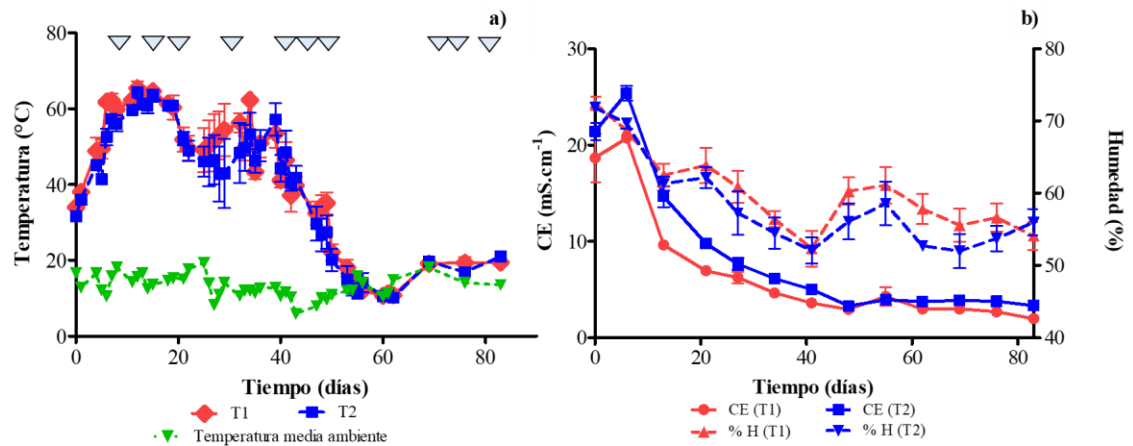 a)
Temperatura (°C)
80
60
40
20
0
0 20 40 60 80
Tiempo (días)
T1 T2
Temperatura media ambiente
b)
CE (mS.cm⁻¹)
30
20
10
0
80
70
60
50
40
Humedad (%)
0 20 40 60 80
Tiempo (días)
CE (T1) CE (T2)
% H (T1) % H (T2)